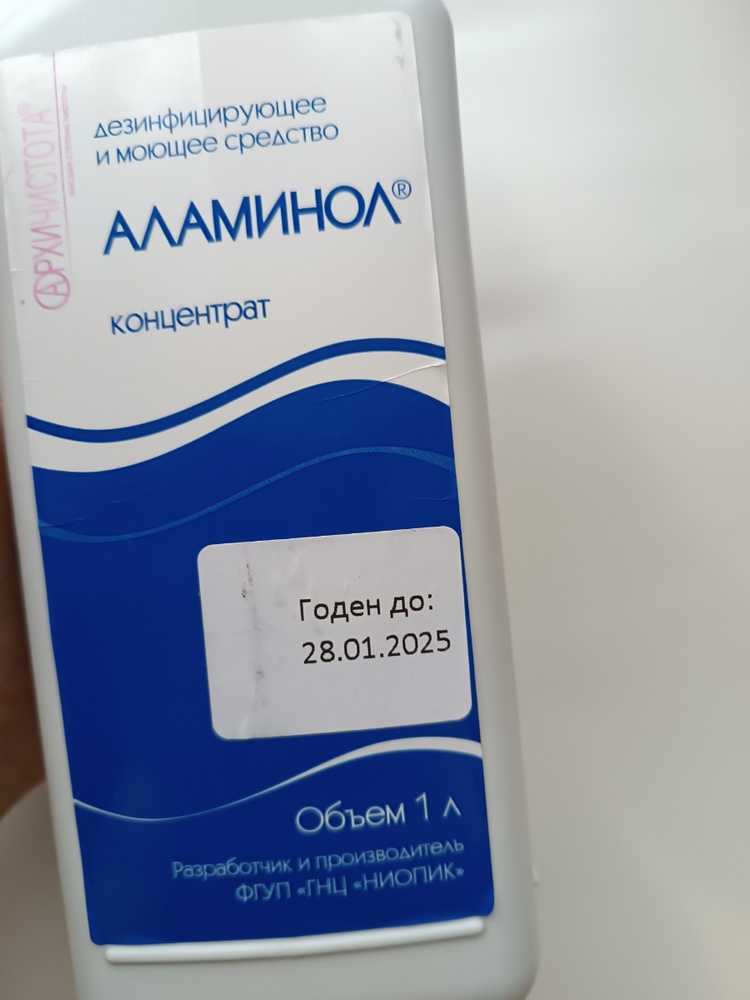 АРХИЧИСТОТА®
дезинфицирующее
и моющее средство
АЛАМИНОЛ®
концентрат
Годен до:
28.01.2025
Объем 1 л
Разработчик и производитель
ФГУП «ГНЦ «НИОПИК»